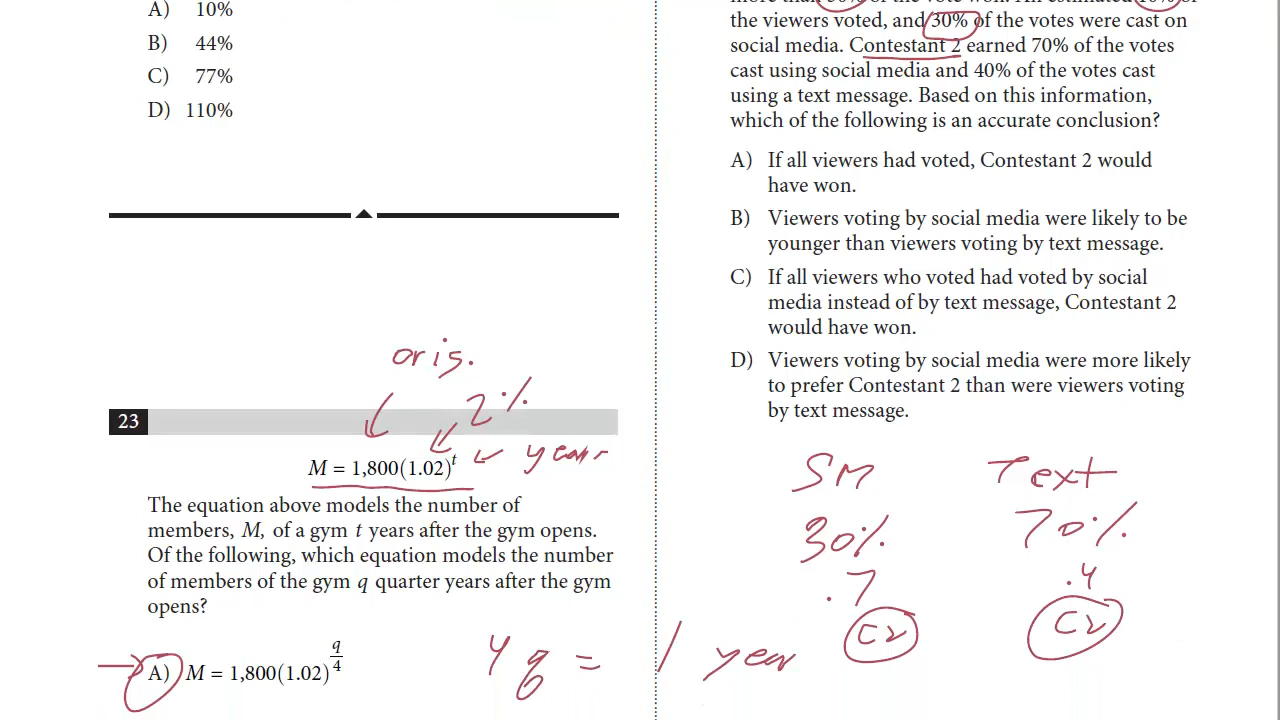 A) 10%
B) 44%
C) 77%
D) 110%
oris.
2%
23
years
M = 1,800(1.02)^t
The equation above models the number of
members, M, of a gym t years after the gym opens.
Of the following, which equation models the number
of members of the gym q quarter years after the gym
opens?
A) M = 1,800(1.02)^(q/4)
4q = 1 year
the viewers voted, and 30% of the votes were cast on
social media. Contestant 2 earned 70% of the votes
cast using social media and 40% of the votes cast
using a text message. Based on this information,
which of the following is an accurate conclusion?
A) If all viewers had voted, Contestant 2 would
have won.
B) Viewers voting by social media were likely to be
younger than viewers voting by text message.
C) If all viewers who voted had voted by social
media instead of by text message, Contestant 2
would have won.
D) Viewers voting by social media were more likely
to prefer Contestant 2 than were viewers voting
by text message.
SM Text
30% 70%
.7 .4
C2 C2